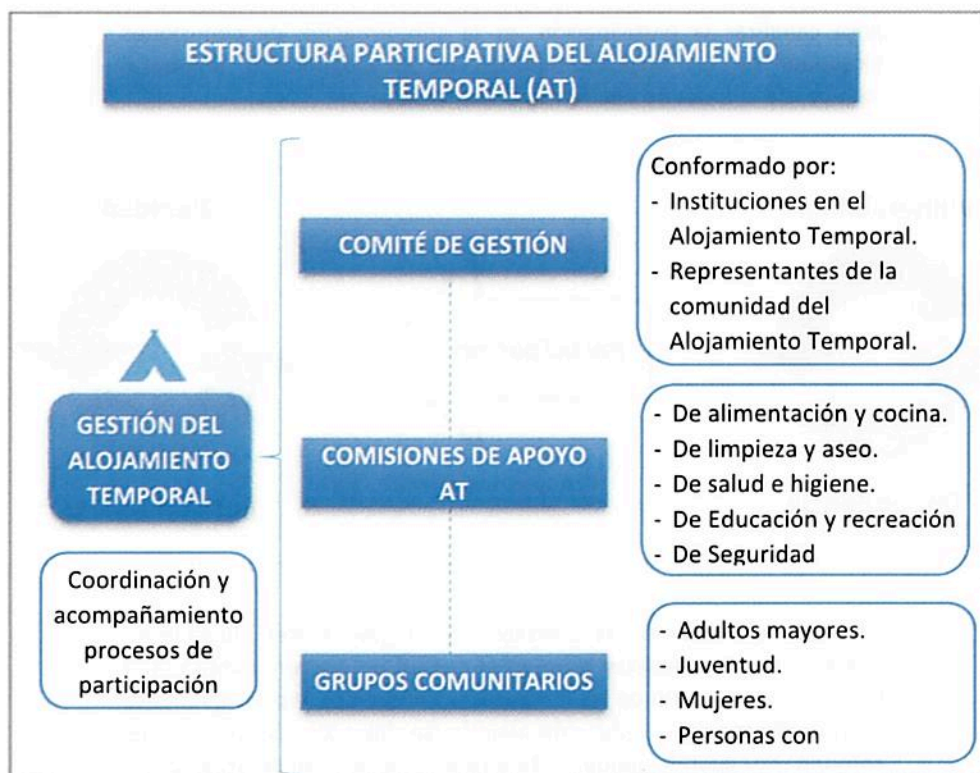 ESTRUCTURA PARTICIPATIVA DEL ALOJAMIENTO
TEMPORAL (AT)
GESTIÓN DEL
ALOJAMIENTO
TEMPORAL
Coordinación y
acompañamiento
procesos de
participación
COMITÉ DE GESTIÓN
Conformado por:
- Instituciones en el
Alojamiento Temporal.
- Representantes de la
comunidad del
Alojamiento Temporal.
COMISIONES DE APOYO
AT
- De alimentación y cocina.
- De limpieza y aseo.
- De salud e higiene.
- De Educación y recreación
- De Seguridad
GRUPOS COMUNITARIOS
- Adultos mayores.
- Juventud.
- Mujeres.
- Personas con